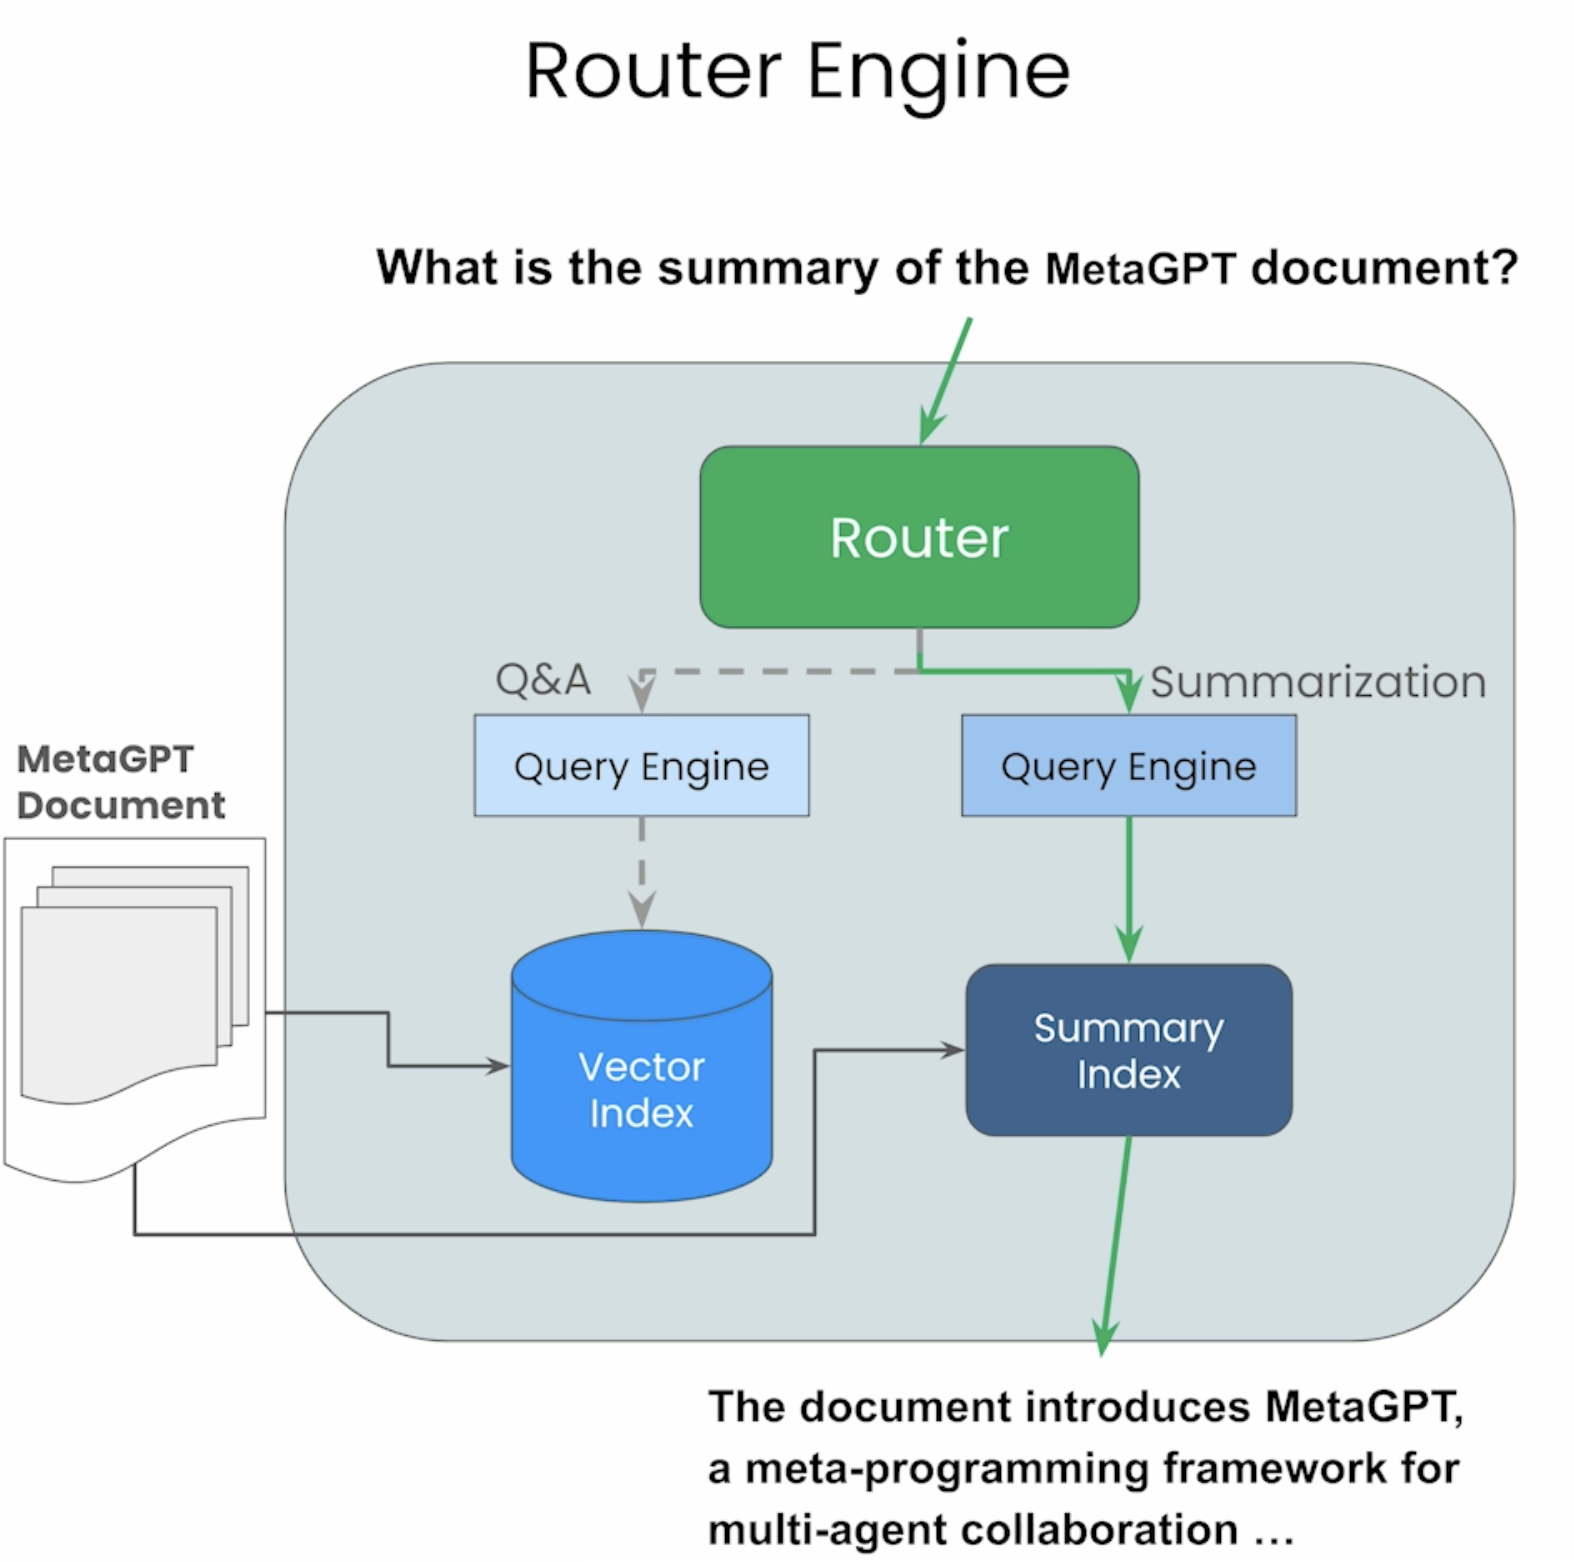 Router Engine
What is the summary of the MetaGPT document?
Router
Q&A
Summarization
Query Engine
Query Engine
MetaGPT
Document
Vector
Index
Summary
Index
The document introduces MetaGPT,
a meta-programming framework for
multi-agent collaboration ...